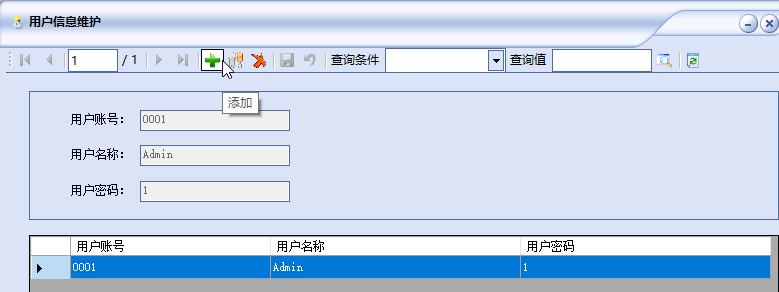 用户信息维护
1 / 1 查询条件 查询值
添加
用户账号： 0001
用户名称： Admin
用户密码： 1
用户账号 用户名称 用户密码
0001 Admin 1